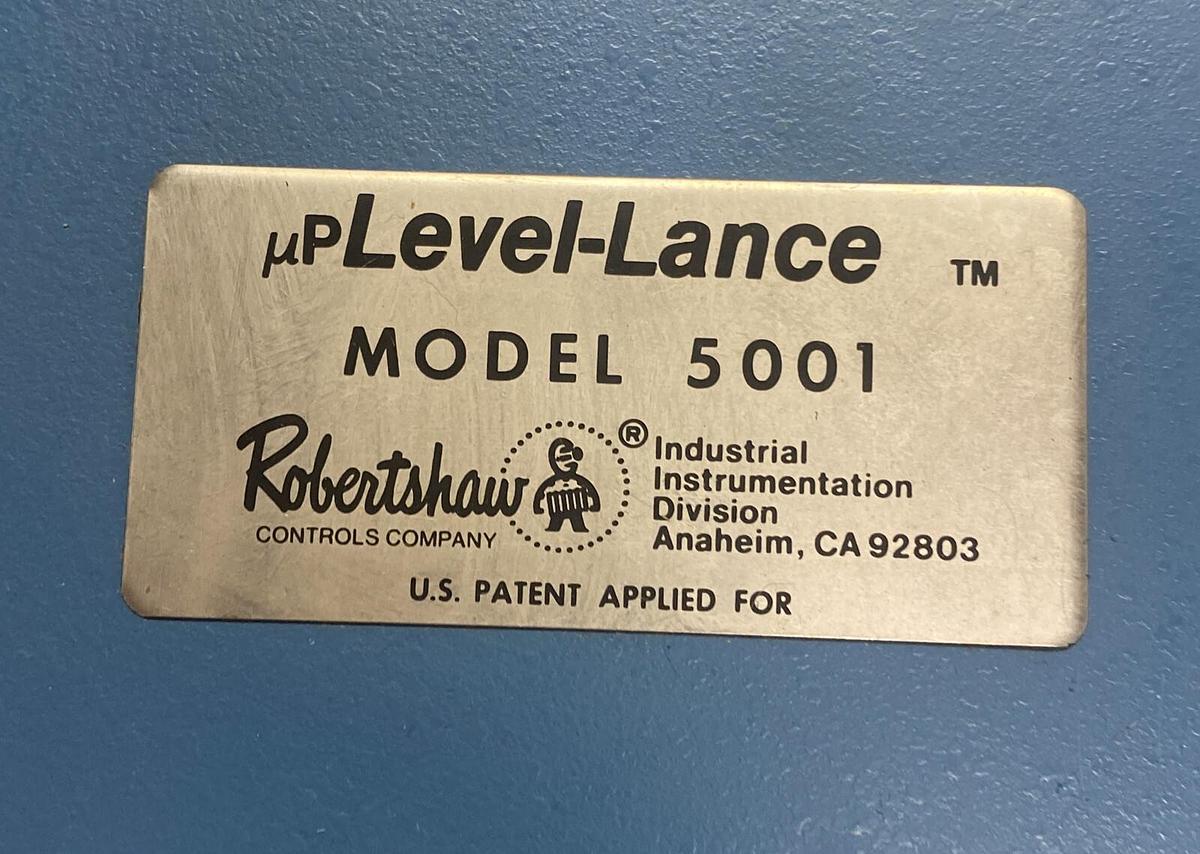 µPLevel-Lance ™
MODEL 5001
Robertshaw ®
CONTROLS COMPANY
Industrial
Instrumentation
Division
Anaheim, CA 92803
U.S. PATENT APPLIED FOR